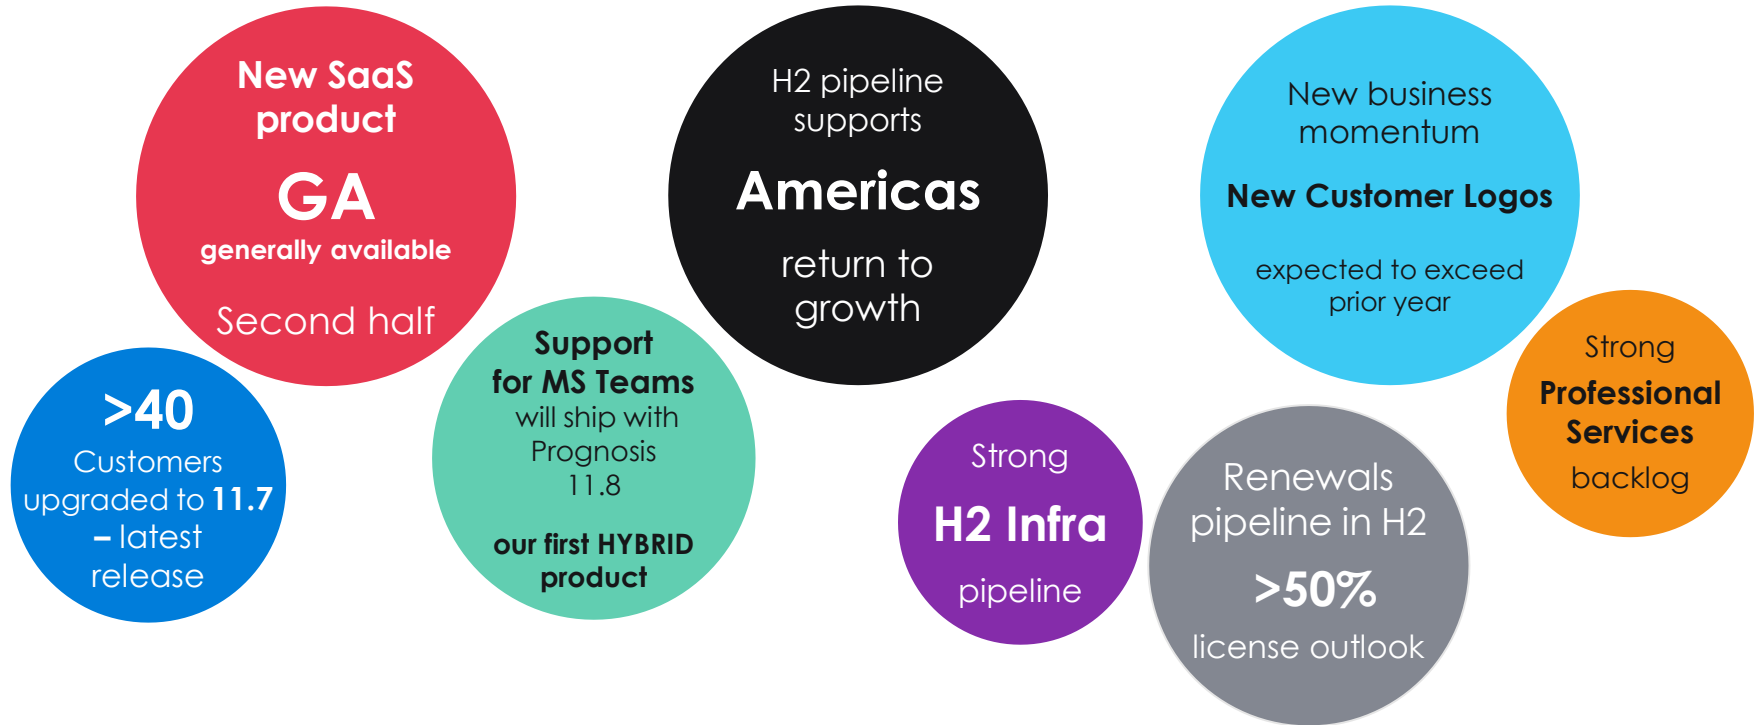 New SaaS
product
GA
generally available
Second half
>40
Customers
upgraded to 11.7
– latest
release
Support
for MS Teams
will ship with
Prognosis
11.8
our first HYBRID
product
H2 pipeline
supports
Americas
return to
growth
Strong
H2 Infra
pipeline
New business
momentum
New Customer Logos
expected to exceed
prior year
Renewals
pipeline in H2
>50%
license outlook
Strong
Professional
Services
backlog